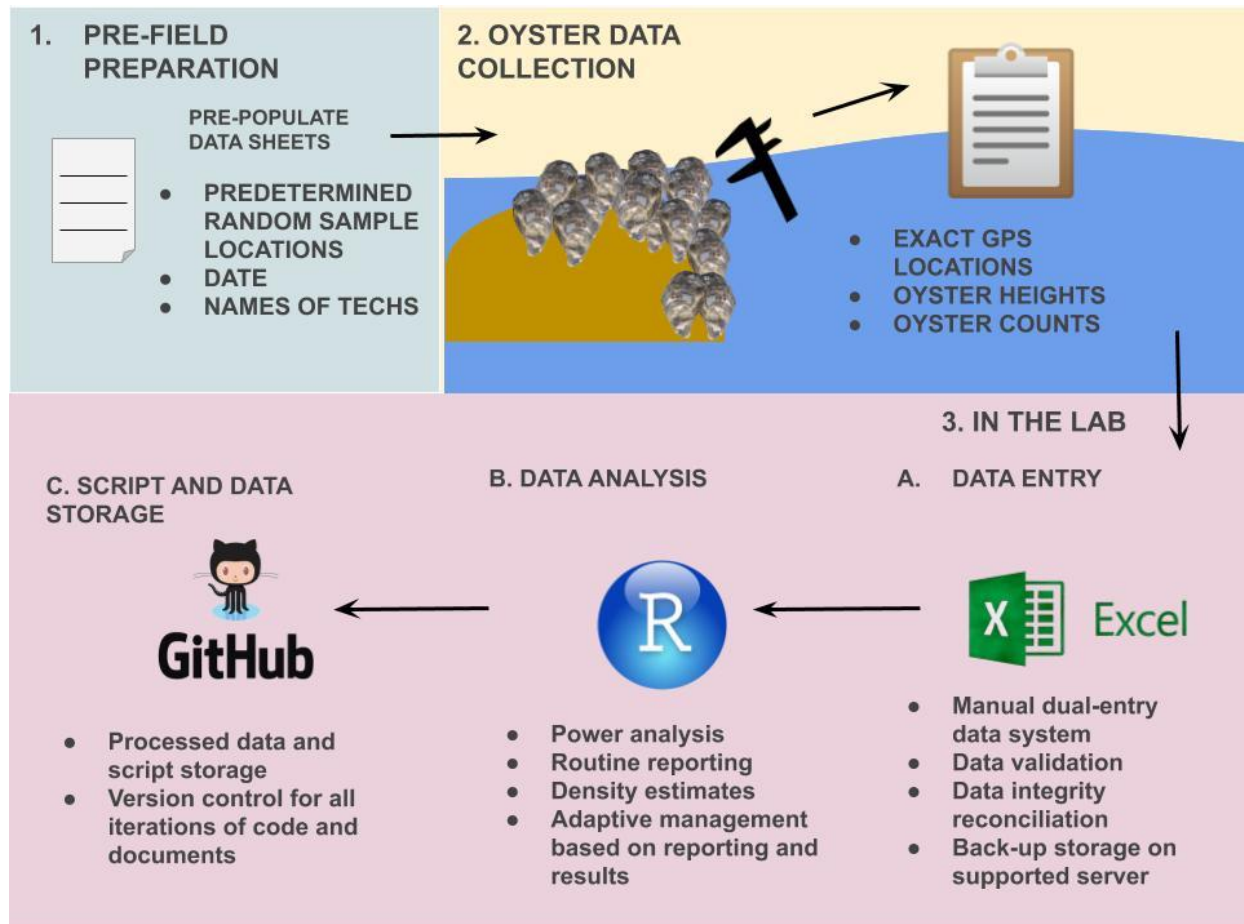 1. PRE-FIELD
PREPARATION
PRE-POPULATE
DATA SHEETS
● PREDETERMINED
RANDOM SAMPLE
LOCATIONS
● DATE
● NAMES OF TECHS
2. OYSTER DATA
COLLECTION
● EXACT GPS
LOCATIONS
● OYSTER HEIGHTS
● OYSTER COUNTS
3. IN THE LAB
A. DATA ENTRY
X Excel
● Manual dual-entry
data system
● Data validation
● Data integrity
reconciliation
● Back-up storage on
supported server
B. DATA ANALYSIS
R
● Power analysis
● Routine reporting
● Density estimates
● Adaptive management
based on reporting and
results
C. SCRIPT AND DATA
STORAGE
GitHub
● Processed data and
script storage
● Version control for all
iterations of code and
documents